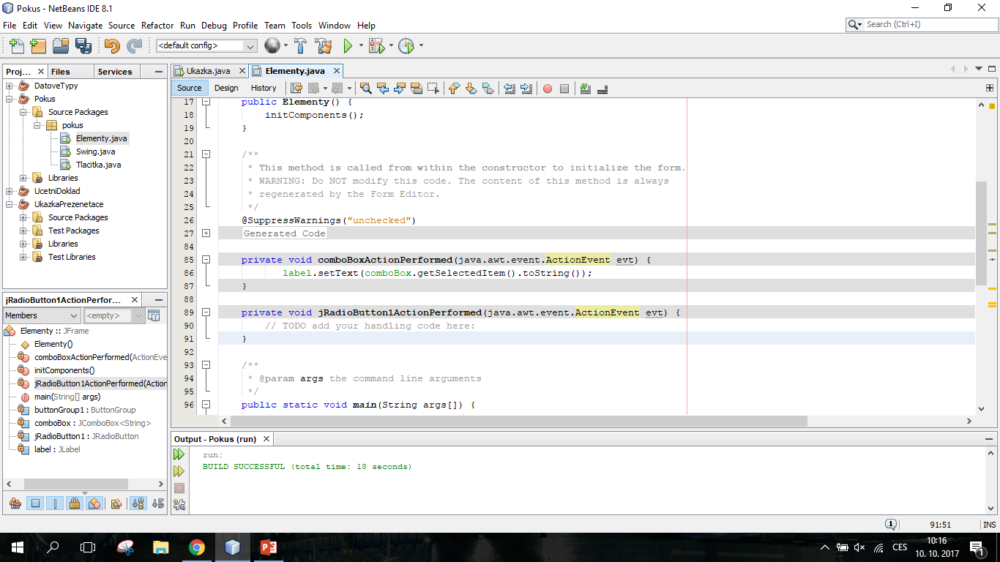 Pokus - NetBeans IDE 8.1
File Edit View Navigate Source Refactor Run Debug Profile Team Tools Window Help
Search (Ctrl+I)
<default config>
Proj... Files Services
DatoveTypy
Pokus
Source Packages
pokus
Elementy.java
Swing.java
Tlacitka.java
Libraries
UcetniDoklad
UkazkaPrezenetace
Source Packages
Test Packages
Libraries
Test Libraries
jRadioButton1ActionPerfor...
Members <empty>
Elementy :: JFrame
Elementy()
comboBoxActionPerformed(ActionEve
initComponents()
jRadioButton1ActionPerformed(Action
main(String[] args)
buttonGroup1 : ButtonGroup
comboBox : JComboBox<String>
jRadioButton1 : JRadioButton
label : JLabel
Ukazka.java Elementy.java
Source Design History
17 public Elementy() {
18 initComponents();
19 }
20
21 /**
22 * This method is called from within the constructor to initialize the form.
23 * WARNING: Do NOT modify this code. The content of this method is always
24 * regenerated by the Form Editor.
25 */
26 @SuppressWarnings("unchecked")
27 Generated Code
84
85 private void comboBoxActionPerformed(java.awt.event.ActionEvent evt) {
86 label.setText(comboBox.getSelectedItem().toString());
87 }
88
89 private void jRadioButton1ActionPerformed(java.awt.event.ActionEvent evt) {
90 // TODO add your handling code here:
91 }
92
93 /**
94 * @param args the command line arguments
95 */
96 public static void main(String args[]) {
Output - Pokus (run)
run:
BUILD SUCCESSFUL (total time: 18 seconds)
1 91:51 INS
CES
10:16
10. 10. 2017
1